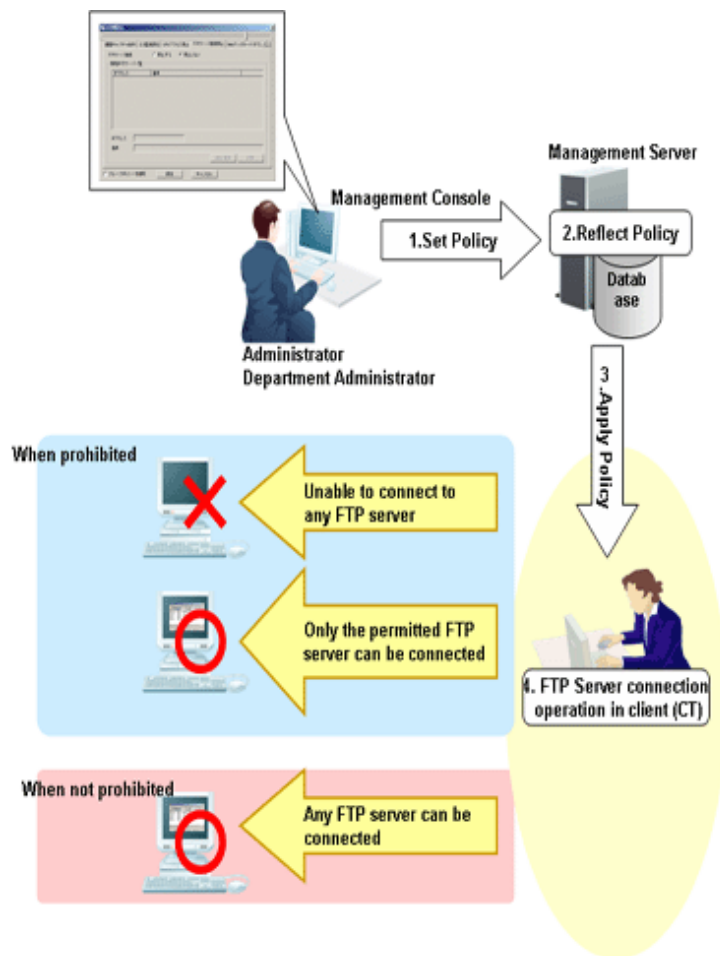 Management Server
Management Console
1.Set Policy
2.Reflect Policy
Datab
ase
Administrator
Department Administrator
3
.Apply Policy
When prohibited
Unable to connect to
any FTP server
Only the permitted FTP
server can be connected
4. FTP Server connection
operation in client (CT)
When not prohibited
Any FTP server can be
connected